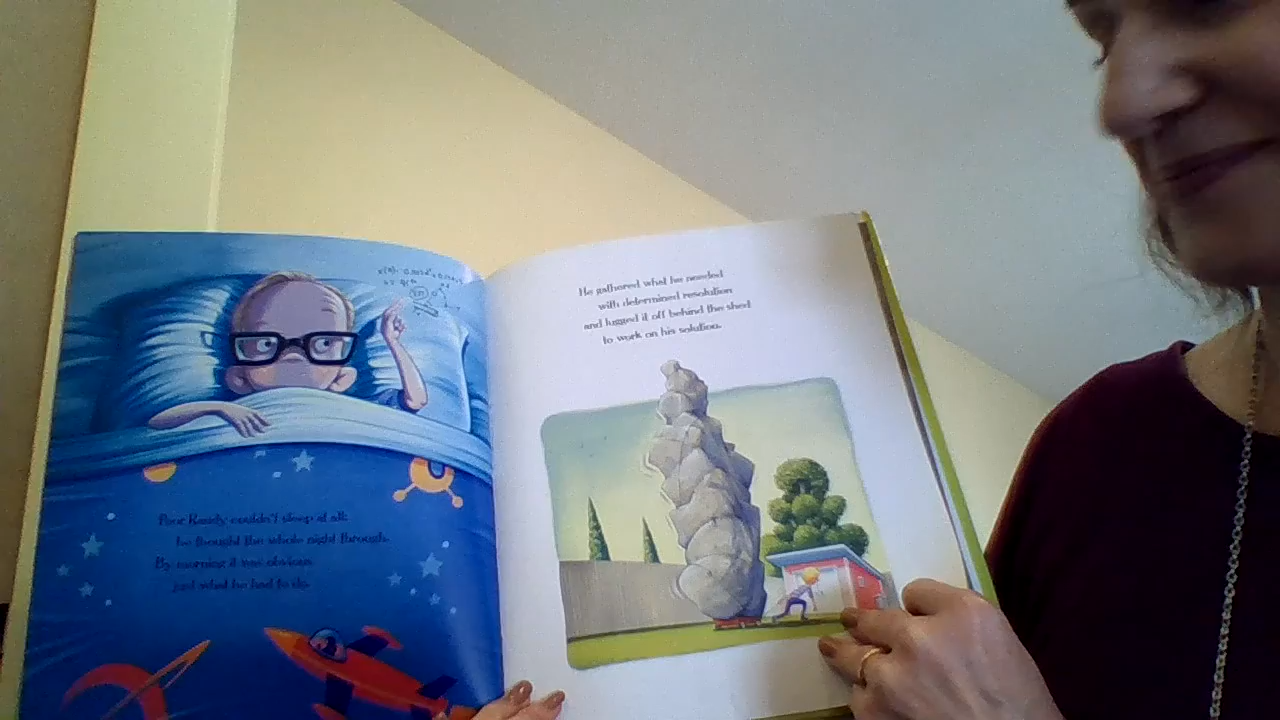 Poor Randy couldn't sleep at all;
he thought the whole night through.
By morning it was obvious
just what he had to do.
He gathered what he needed
with determined resolution
and lugged it off behind the shed
to work on his solution.